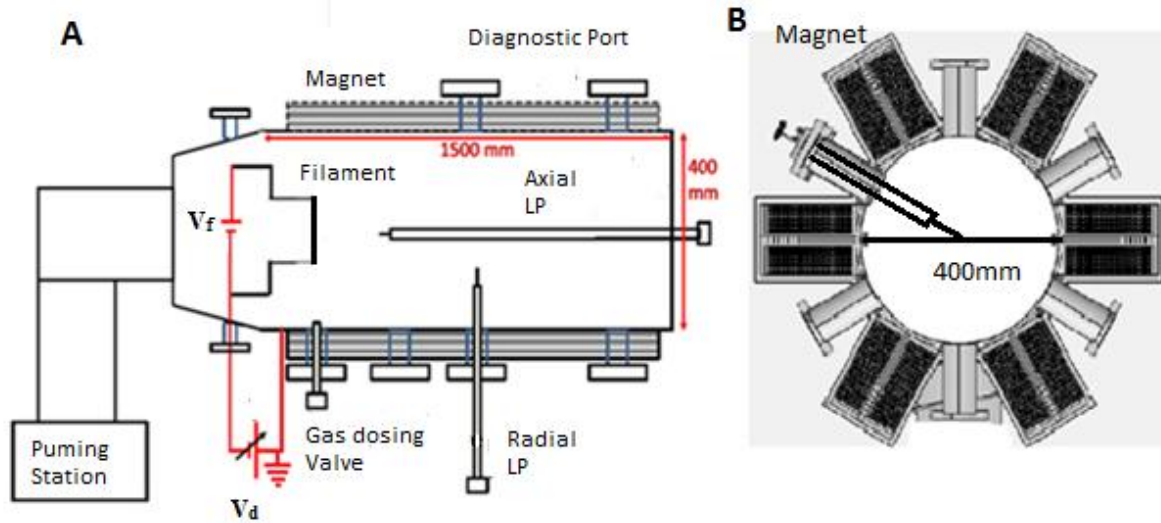 A
Diagnostic Port
Magnet
1500 mm
400
mm
Filament
Axial
LP
Vf
Puming
Station
Gas dosing
Valve
Radial
LP
Vd
B
Magnet
400mm